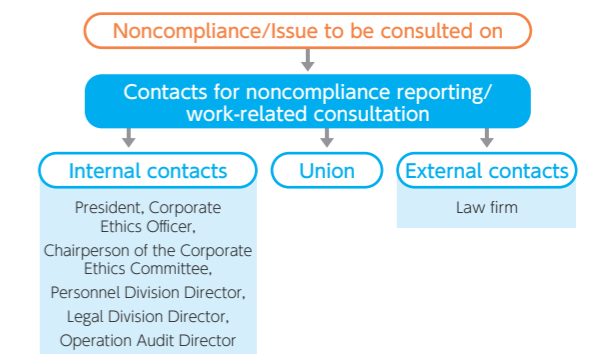 Noncompliance/Issue to be consulted on
Contacts for noncompliance reporting/
work-related consultation
Internal contacts
President, Corporate
Ethics Officer,
Chairperson of the Corporate
Ethics Committee,
Personnel Division Director,
Legal Division Director,
Operation Audit Director
Union
External contacts
Law firm